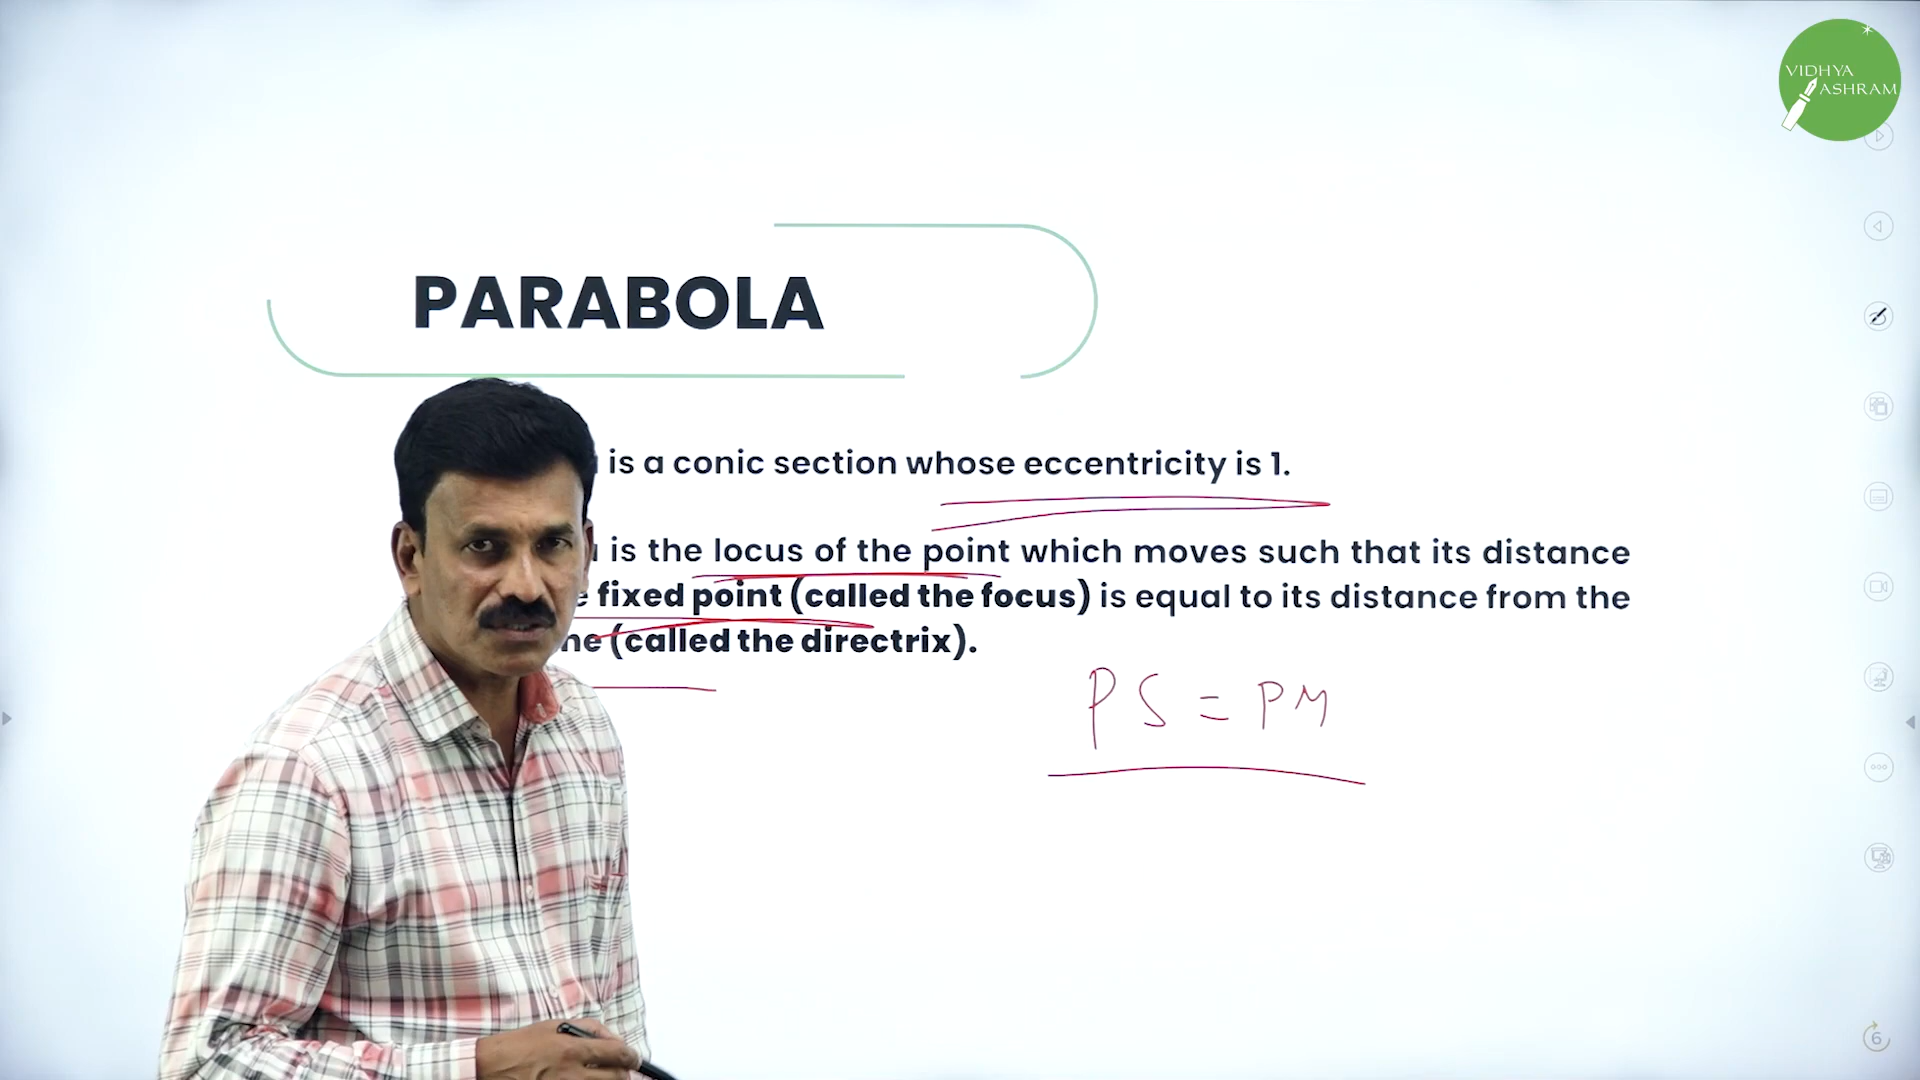 VIDHYA
ASHRAM
PARABOLA
is a conic section whose eccentricity is 1.
is the locus of the point which moves such that its distance
fixed point (called the focus) is equal to its distance from the
(called the directrix).
PS = PM
6